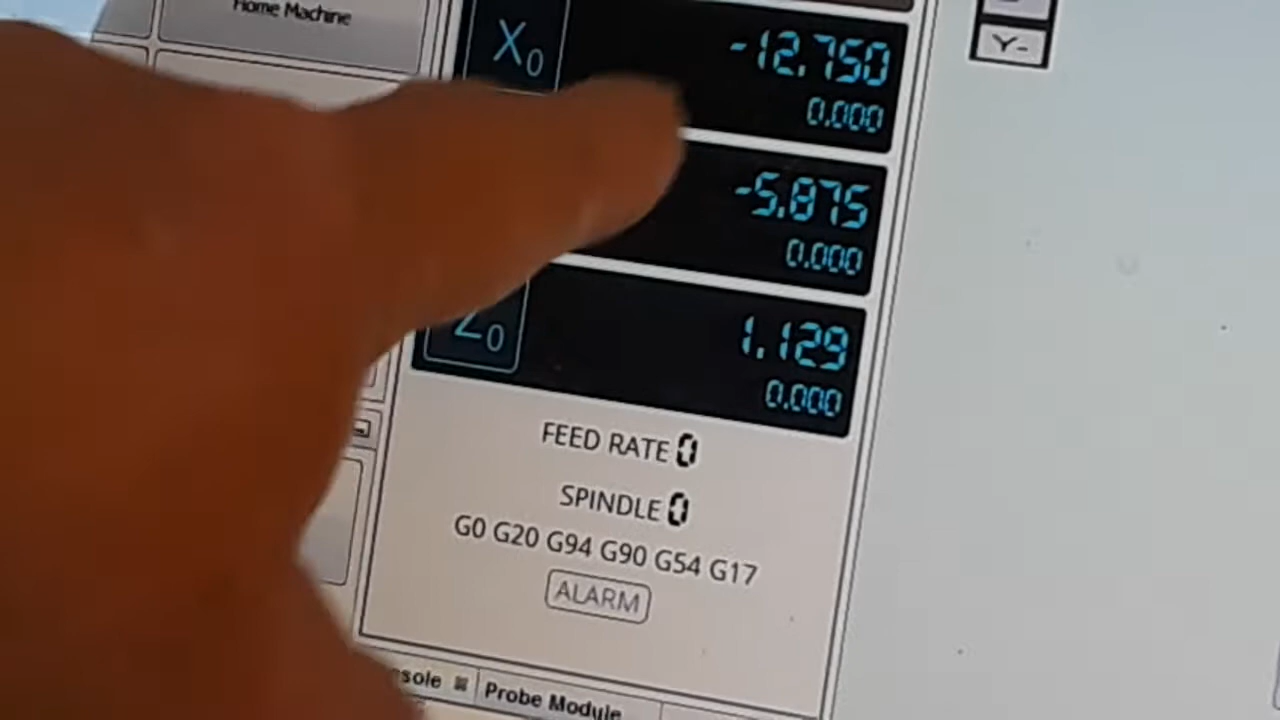 Home Machine
X0
-12.750
0.000
Y-
-5.875
0.000
Z0
1.129
0.000
FEED RATE 0
SPINDLE 0
G0 G20 G94 G90 G54 G17
ALARM
sole
Probe Module